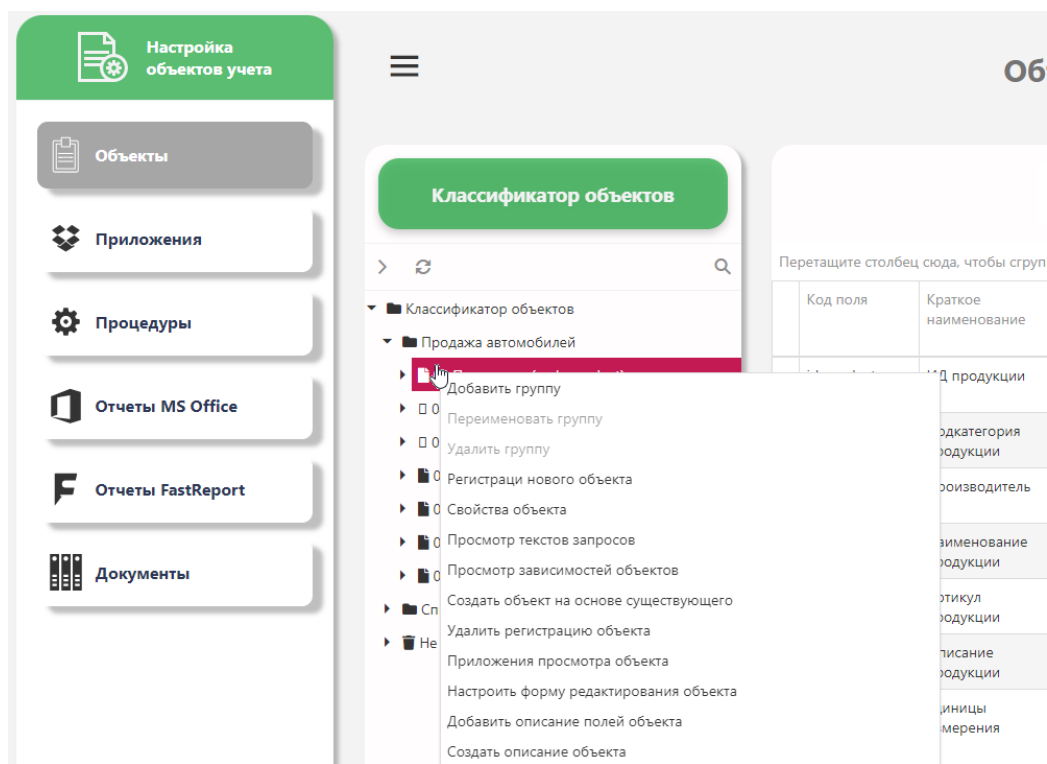 Настройка
объектов учета
Объекты
Приложения
Процедуры
Отчеты MS Office
Отчеты FastReport
Документы
Классификатор объектов
Классификатор объектов
Продажа автомобилей
Добавить группу
Переименовать группу
Удалить группу
Регистраци нового объекта
Свойства объекта
Просмотр текстов запросов
Просмотр зависимостей объектов
Создать объект на основе существующего
Удалить регистрацию объекта
Приложения просмотра объекта
Настроить форму редактирования объекта
Добавить описание полей объекта
Создать описание объекта
Перетащите столбец сюда, чтобы
Код поля
Краткое
наименование
продукции
измерения